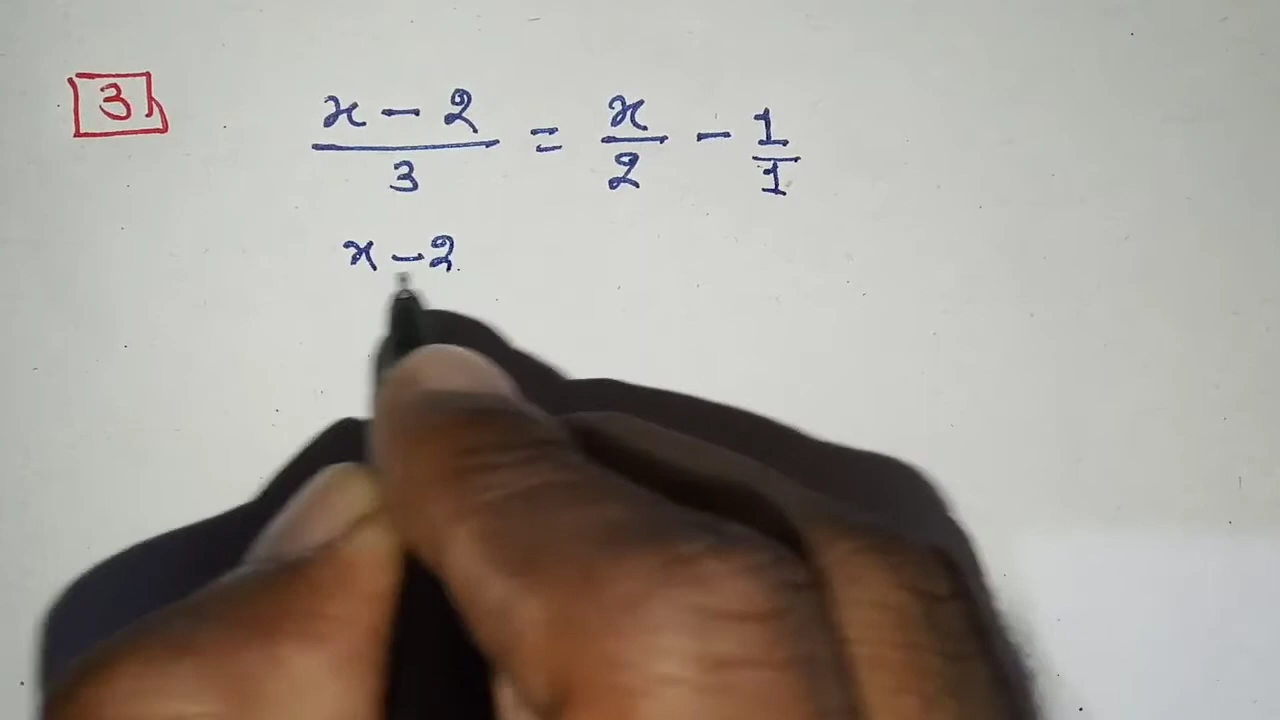 3) (x - 2)/3 = x/2 - 1/1
x - 2